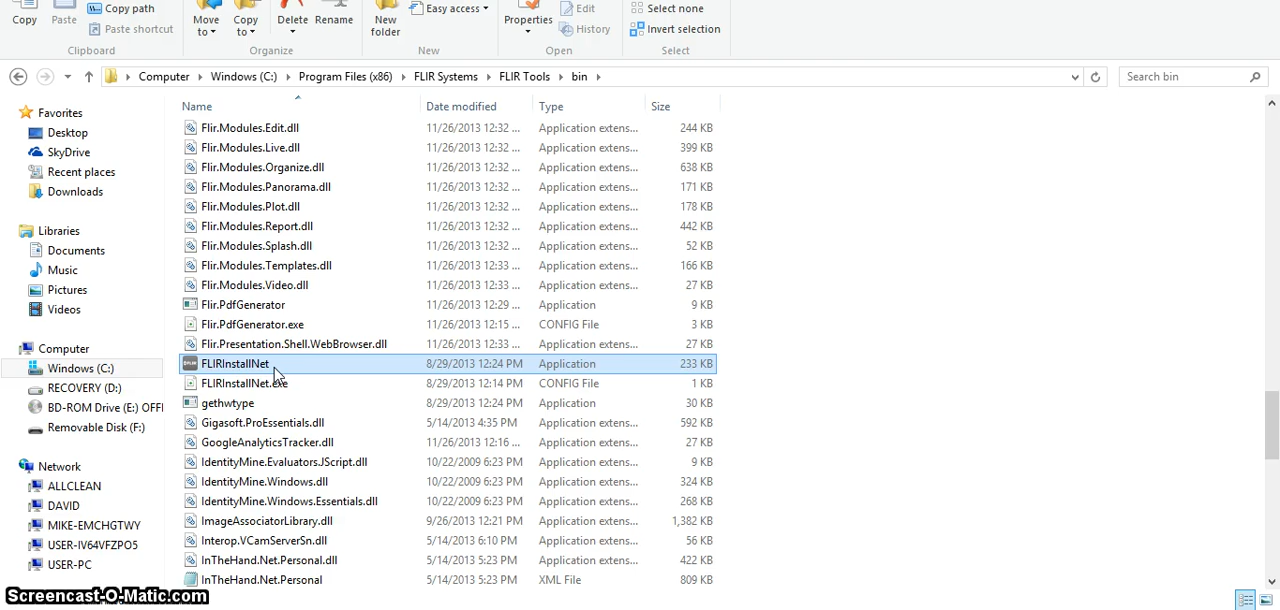 Copy Paste Copy path Paste shortcut Move to Copy to Delete Rename New folder Easy access Properties Edit History Select none Invert selection
Clipboard Organize New Open Select
Computer Windows (C:) Program Files (x86) FLIR Systems FLIR Tools bin Search bin
Name Date modified Type Size
Favorites
Desktop
SkyDrive
Recent places
Downloads
Libraries
Documents
Music
Pictures
Videos
Computer
Windows (C:)
RECOVERY (D:)
BD-ROM Drive (E:) OFFI
Removable Disk (F:)
Network
ALLCLEAN
DAVID
MIKE-EMCHGTWY
USER-IV64VFZPO5
USER-PC
Flir.Modules.Edit.dll 11/26/2013 12:32 ... Application extens... 244 KB
Flir.Modules.Live.dll 11/26/2013 12:32 ... Application extens... 399 KB
Flir.Modules.Organize.dll 11/26/2013 12:32 ... Application extens... 638 KB
Flir.Modules.Panorama.dll 11/26/2013 12:32 ... Application extens... 171 KB
Flir.Modules.Plot.dll 11/26/2013 12:32 ... Application extens... 178 KB
Flir.Modules.Report.dll 11/26/2013 12:32 ... Application extens... 442 KB
Flir.Modules.Splash.dll 11/26/2013 12:32 ... Application extens... 52 KB
Flir.Modules.Templates.dll 11/26/2013 12:33 ... Application extens... 166 KB
Flir.Modules.Video.dll 11/26/2013 12:33 ... Application extens... 27 KB
Flir.PdfGenerator 11/26/2013 12:29 ... Application 9 KB
Flir.PdfGenerator.exe 11/26/2013 12:15 ... CONFIG File 3 KB
Flir.Presentation.Shell.WebBrowser.dll 11/26/2013 12:33 ... Application extens... 27 KB
FLIRInstallNet 8/29/2013 12:24 PM Application 233 KB
FLIRInstallNet.exe 8/29/2013 12:14 PM CONFIG File 1 KB
gethwtype 8/29/2013 12:24 PM Application 30 KB
Gigasoft.ProEssentials.dll 5/14/2013 4:35 PM Application extens... 592 KB
GoogleAnalyticsTracker.dll 11/26/2013 12:16 ... Application extens... 27 KB
IdentityMine.Evaluators.JScript.dll 10/22/2009 6:23 PM Application extens... 9 KB
IdentityMine.Windows.dll 10/22/2009 6:23 PM Application extens... 324 KB
IdentityMine.Windows.Essentials.dll 10/22/2009 6:23 PM Application extens... 268 KB
ImageAssociatorLibrary.dll 9/26/2013 12:21 PM Application extens... 1,382 KB
Interop.VCamServerSn.dll 5/14/2013 6:10 PM Application extens... 56 KB
InTheHand.Net.Personal.dll 5/14/2013 5:23 PM Application extens... 422 KB
InTheHand.Net.Personal 5/14/2013 5:23 PM XML File 809 KB
Screencast-O-Matic.com